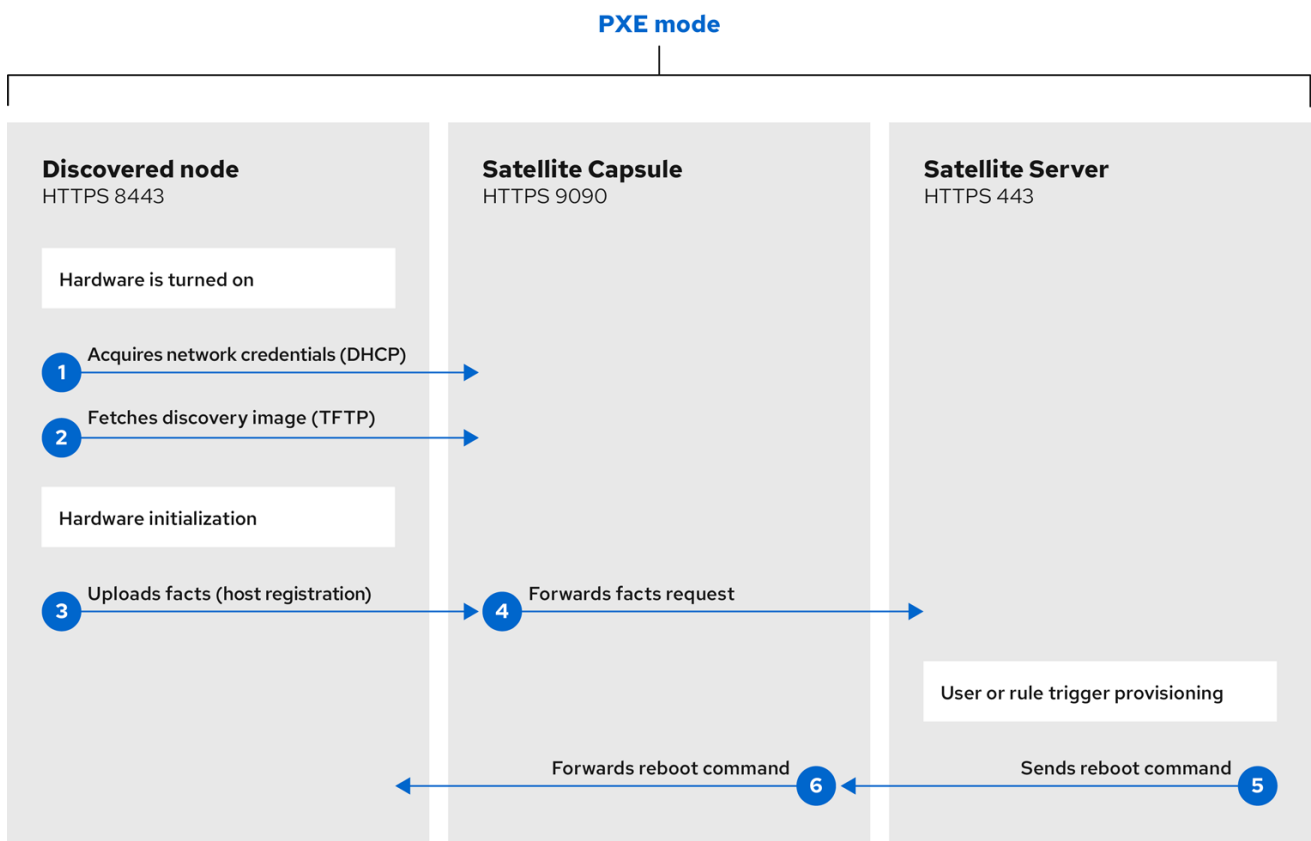 PXE mode
Discovered node
HTTPS 8443
Satellite Capsule
HTTPS 9090
Satellite Server
HTTPS 443
Hardware is turned on
Acquires network credentials (DHCP)
1
Fetches discovery image (TFTP)
2
Hardware initialization
Uploads facts (host registration)
3
Forwards facts request
4
User or rule trigger provisioning
Sends reboot command
5
Forwards reboot command
6